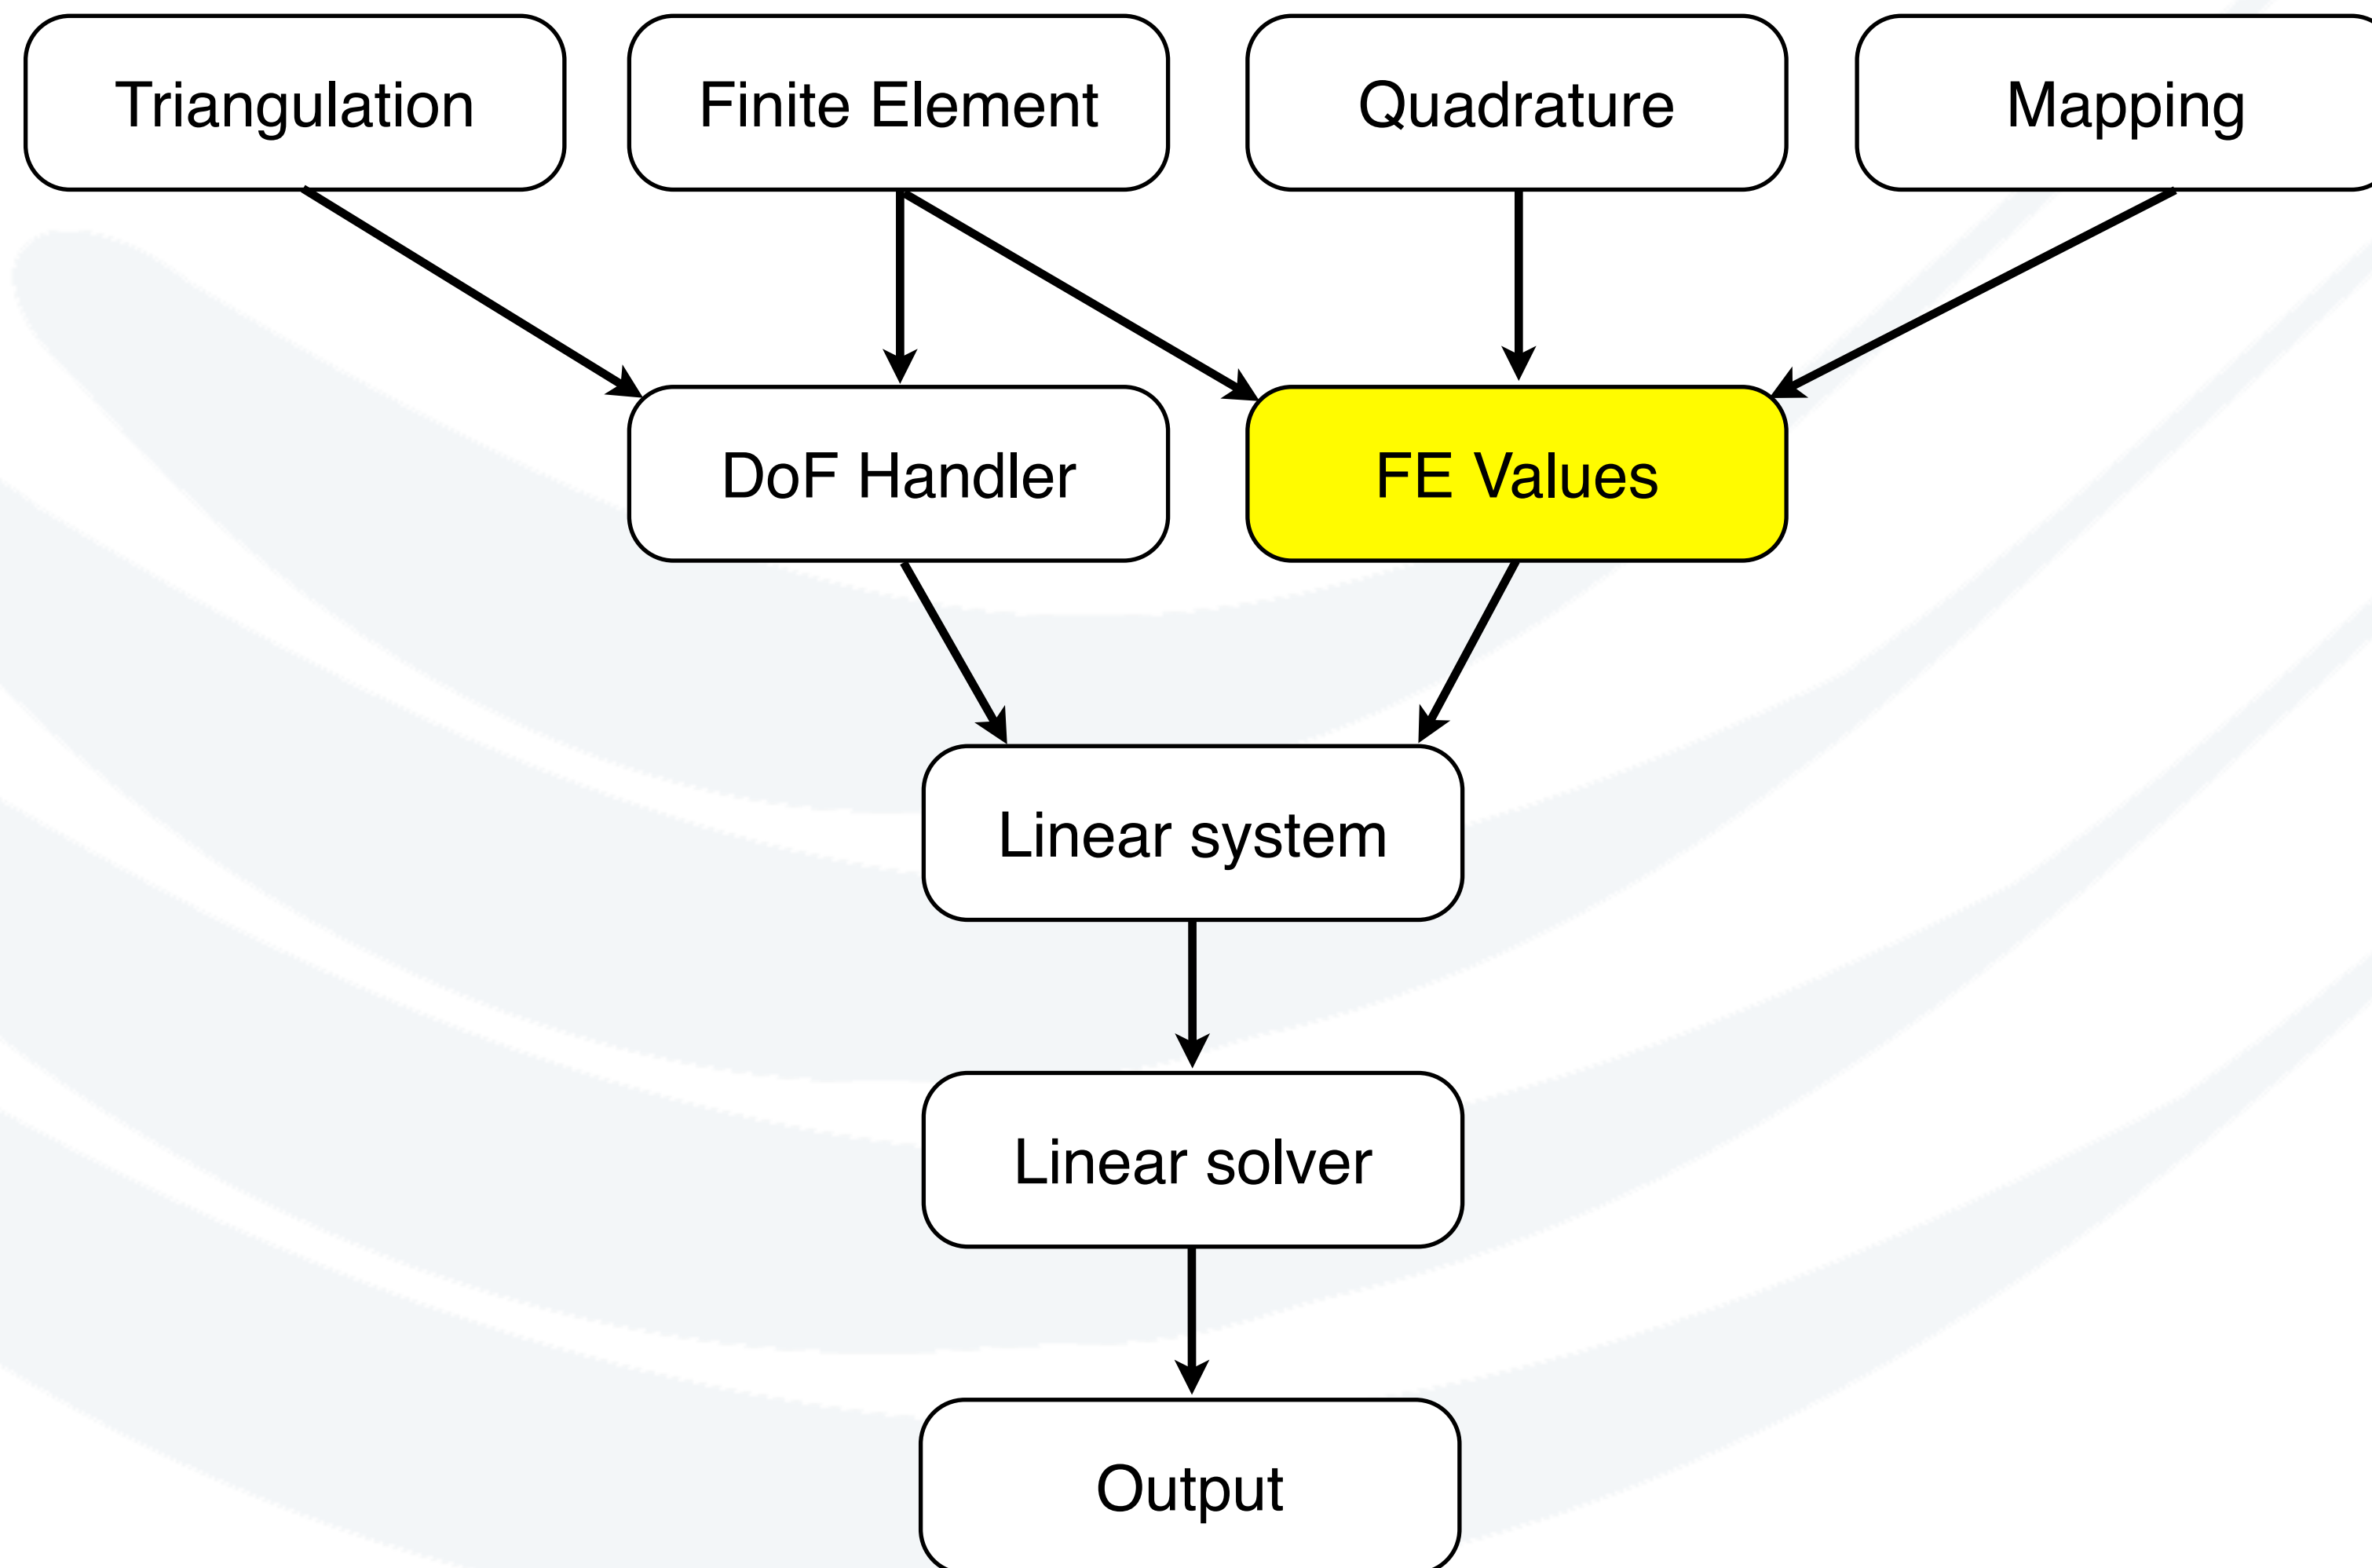 Triangulation
Finite Element
Quadrature
Mapping
DoF Handler
FE Values
Linear system
Linear solver
Output